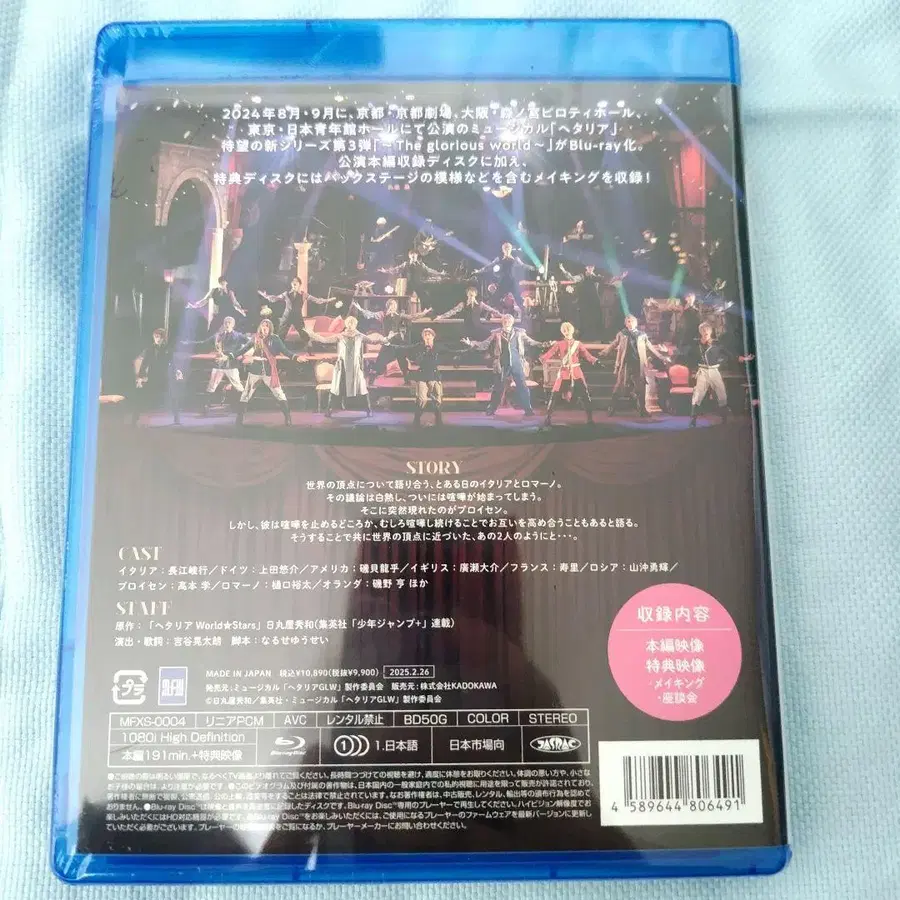 2024年8月・9月に、京都・京都劇場、大阪・森ノ宮ピロティホール、
東京・日本青年館ホールにて公演のミュージカル「ヘタリア」
待望の新シリーズ第3弾「~The glorious world~」がBlu-ray化。
公演本編収録ディスクに加え、
特典ディスクにはバックステージの模様などを含むメイキングを収録!
STORY
世界の頂点について語り合う、とある日のイタリアとロマーノ。
その議論は白熱し、ついには喧嘩が始まってしまう。
そこに突然現れたのがプロイセン。
しかし、彼は喧嘩を止めるどころか、むしろ喧嘩し続けることでお互いを高め合うこともあると語る。
そうすることで共に世界の頂点に近づいた、あの2人のようにと・・・。
CAST
イタリア:長江崚行/ドイツ:上田悠介/アメリカ:磯貝龍乎/イギリス:廣瀬大介/フランス:寿里/ロシア:山沖勇輝/
プロイセン:高本 学/ロマーノ:樋口裕太/オランダ:磯野 亨 ほか
STAFF
原作:「ヘタリア World★Stars」日丸屋秀和(集英社「少年ジャンプ+」連載)
演出・歌詞:吉谷晃太朗 脚本:なるせゆうせい
収録内容
本編映像
特典映像
・メイキング
・座談会
プラ
MADE IN JAPAN 税込¥10,890(税抜¥9,900) 2025.2.26
発売元:ミュージカル「ヘタリアGLW」製作委員会 販売元:株式会社KADOKAWA
©日丸屋秀和/集英社・ミュージカル「ヘタリアGLW」製作委員会
MFXS-0004 リニアPCM AVC レンタル禁止 BD50G COLOR STEREO
1080i High Definition
本編191min.+特典映像
Blu-ray Disc
1.日本語
日本市場向
JASRAC
4 589644 806491